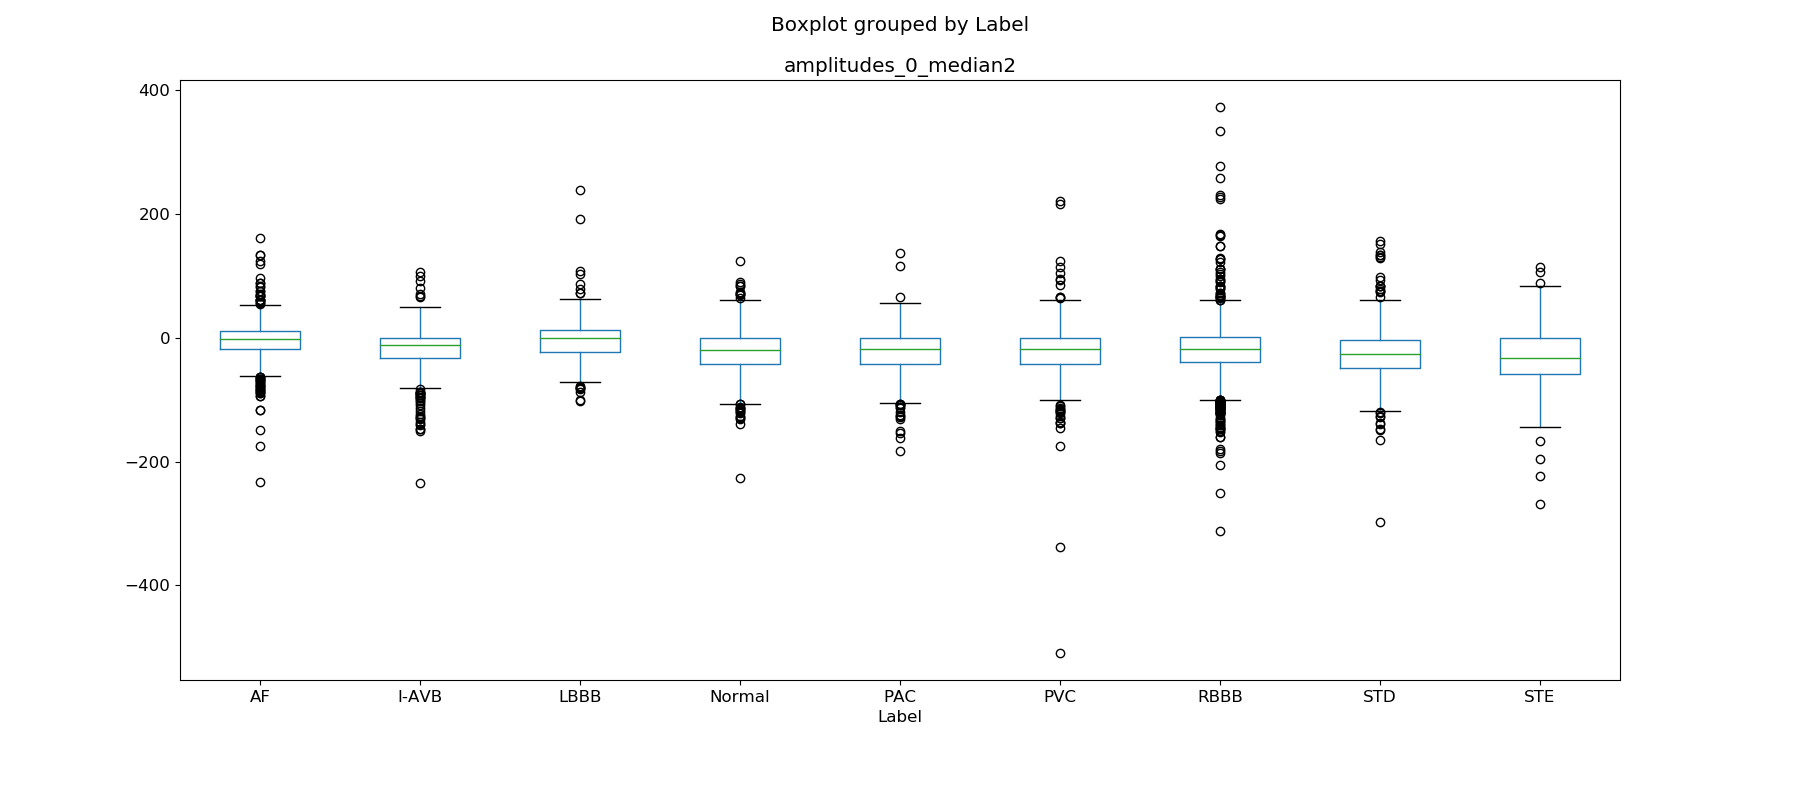 Boxplot grouped by Label
amplitudes_0_median2
400
200
0
−200
−400
AF I-AVB LBBB Normal PAC PVC RBBB STD STE
Label